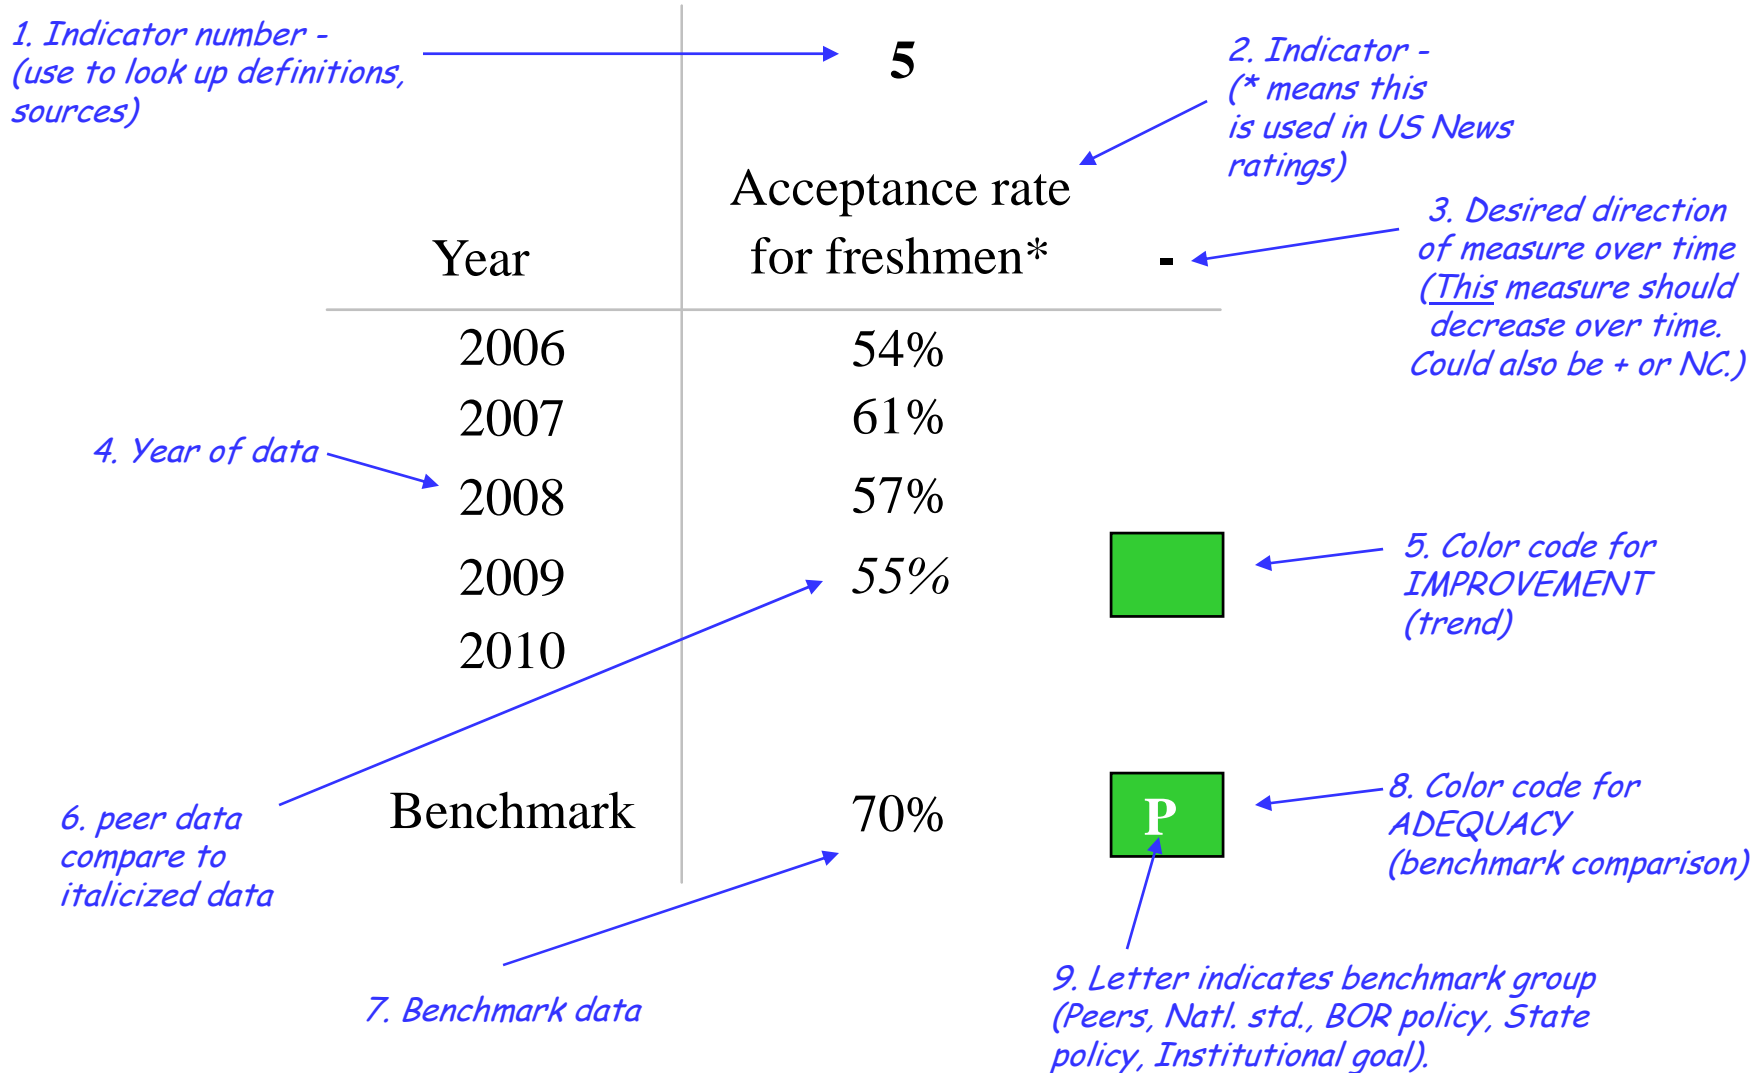 1. Indicator number -
(use to look up definitions,
sources)
5
2. Indicator -
(* means this
is used in US News
ratings)
Acceptance rate
for freshmen*
-
Year
3. Desired direction
of measure over time
(This measure should
decrease over time.
Could also be + or NC.)
2006 54%
2007 61%
4. Year of data
2008 57%
2009 55%
5. Color code for
IMPROVEMENT
(trend)
2010
6. peer data
compare to
italicized data
Benchmark 70% P
8. Color code for
ADEQUACY
(benchmark comparison)
7. Benchmark data
9. Letter indicates benchmark group
(Peers, Natl. std., BOR policy, State
policy, Institutional goal).